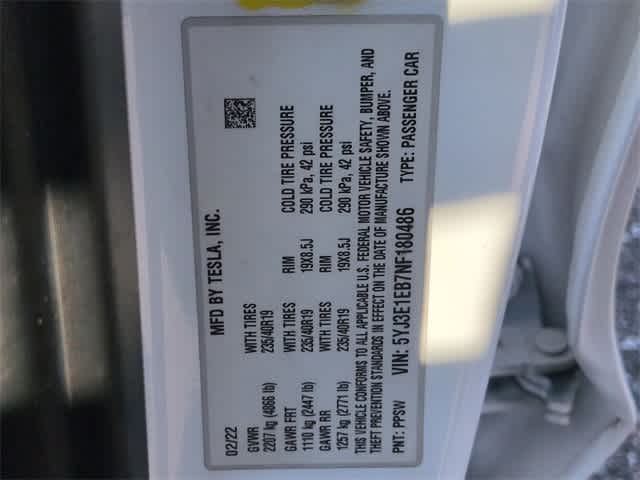 MFD BY TESLA, INC.
02/22
GVWR WITH TIRES
2207 kg (4866 lb) 235/40R19
GAWR FRT WITH TIRES RIM COLD TIRE PRESSURE
1110 kg (2447 lb) 235/40R19 19X8.5J 290 kPa, 42 psi
GAWR RR WITH TIRES RIM COLD TIRE PRESSURE
1257 kg (2771 lb) 235/40R19 19X8.5J 290 kPa, 42 psi
THIS VEHICLE CONFORMS TO ALL APPLICABLE U.S. FEDERAL MOTOR VEHICLE SAFETY, BUMPER, AND
THEFT PREVENTION STANDARDS IN EFFECT ON THE DATE OF MANUFACTURE SHOWN ABOVE.
PNT: PPSW VIN: 5YJ3E1EB7NF180486 TYPE: PASSENGER CAR